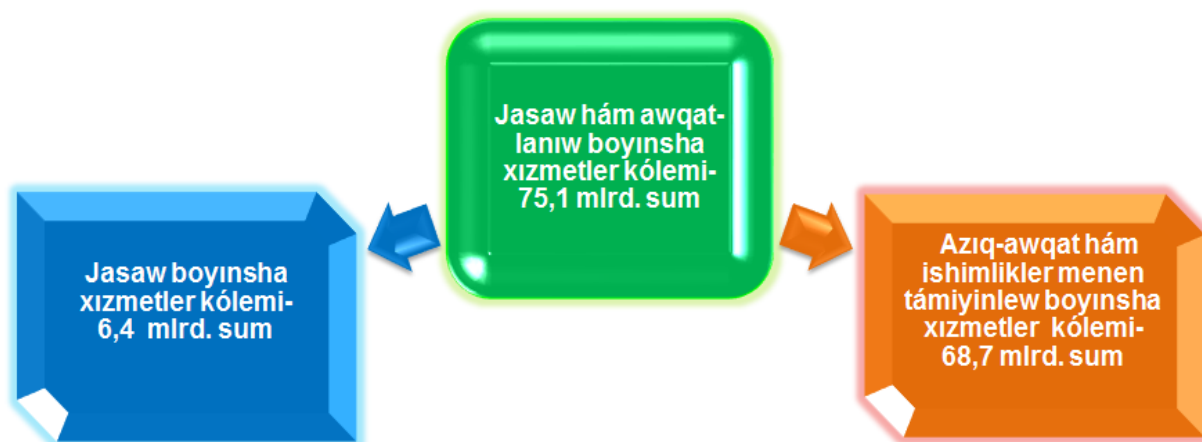 Jasaw hám awqat-
lanıw boyınsha
xızmetler kólemi-
75,1 mlrd. sum
Jasaw boyınsha
xızmetler kólemi-
6,4 mlrd. sum
Azıq-awqat hám
ishimlikler menen
támiyinlew boyınsha
xızmetler kólemi-
68,7 mlrd. sum